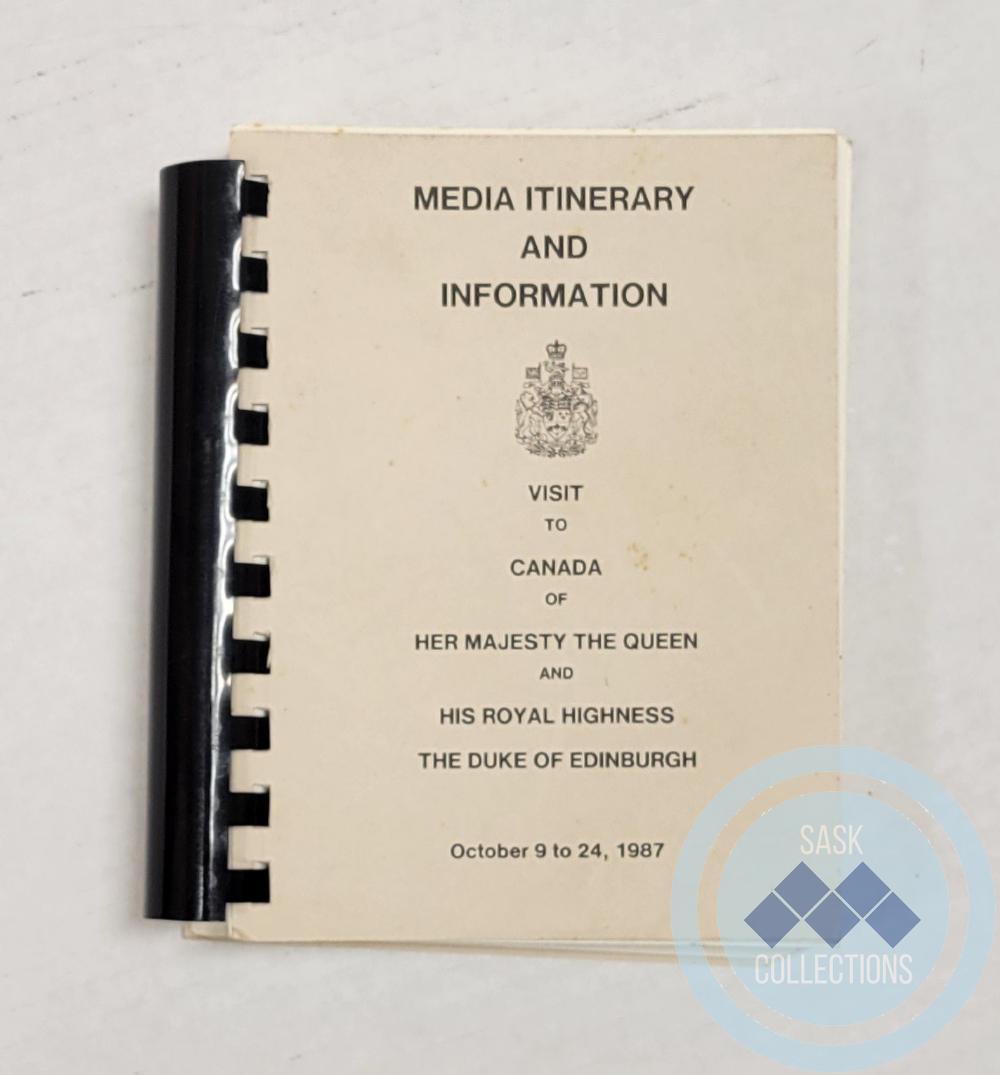 MEDIA ITINERARY
AND
INFORMATION
VISIT
TO
CANADA
OF
HER MAJESTY THE QUEEN
AND
HIS ROYAL HIGHNESS
THE DUKE OF EDINBURGH
October 9 to 24, 1987
SASK
COLLECTIONS